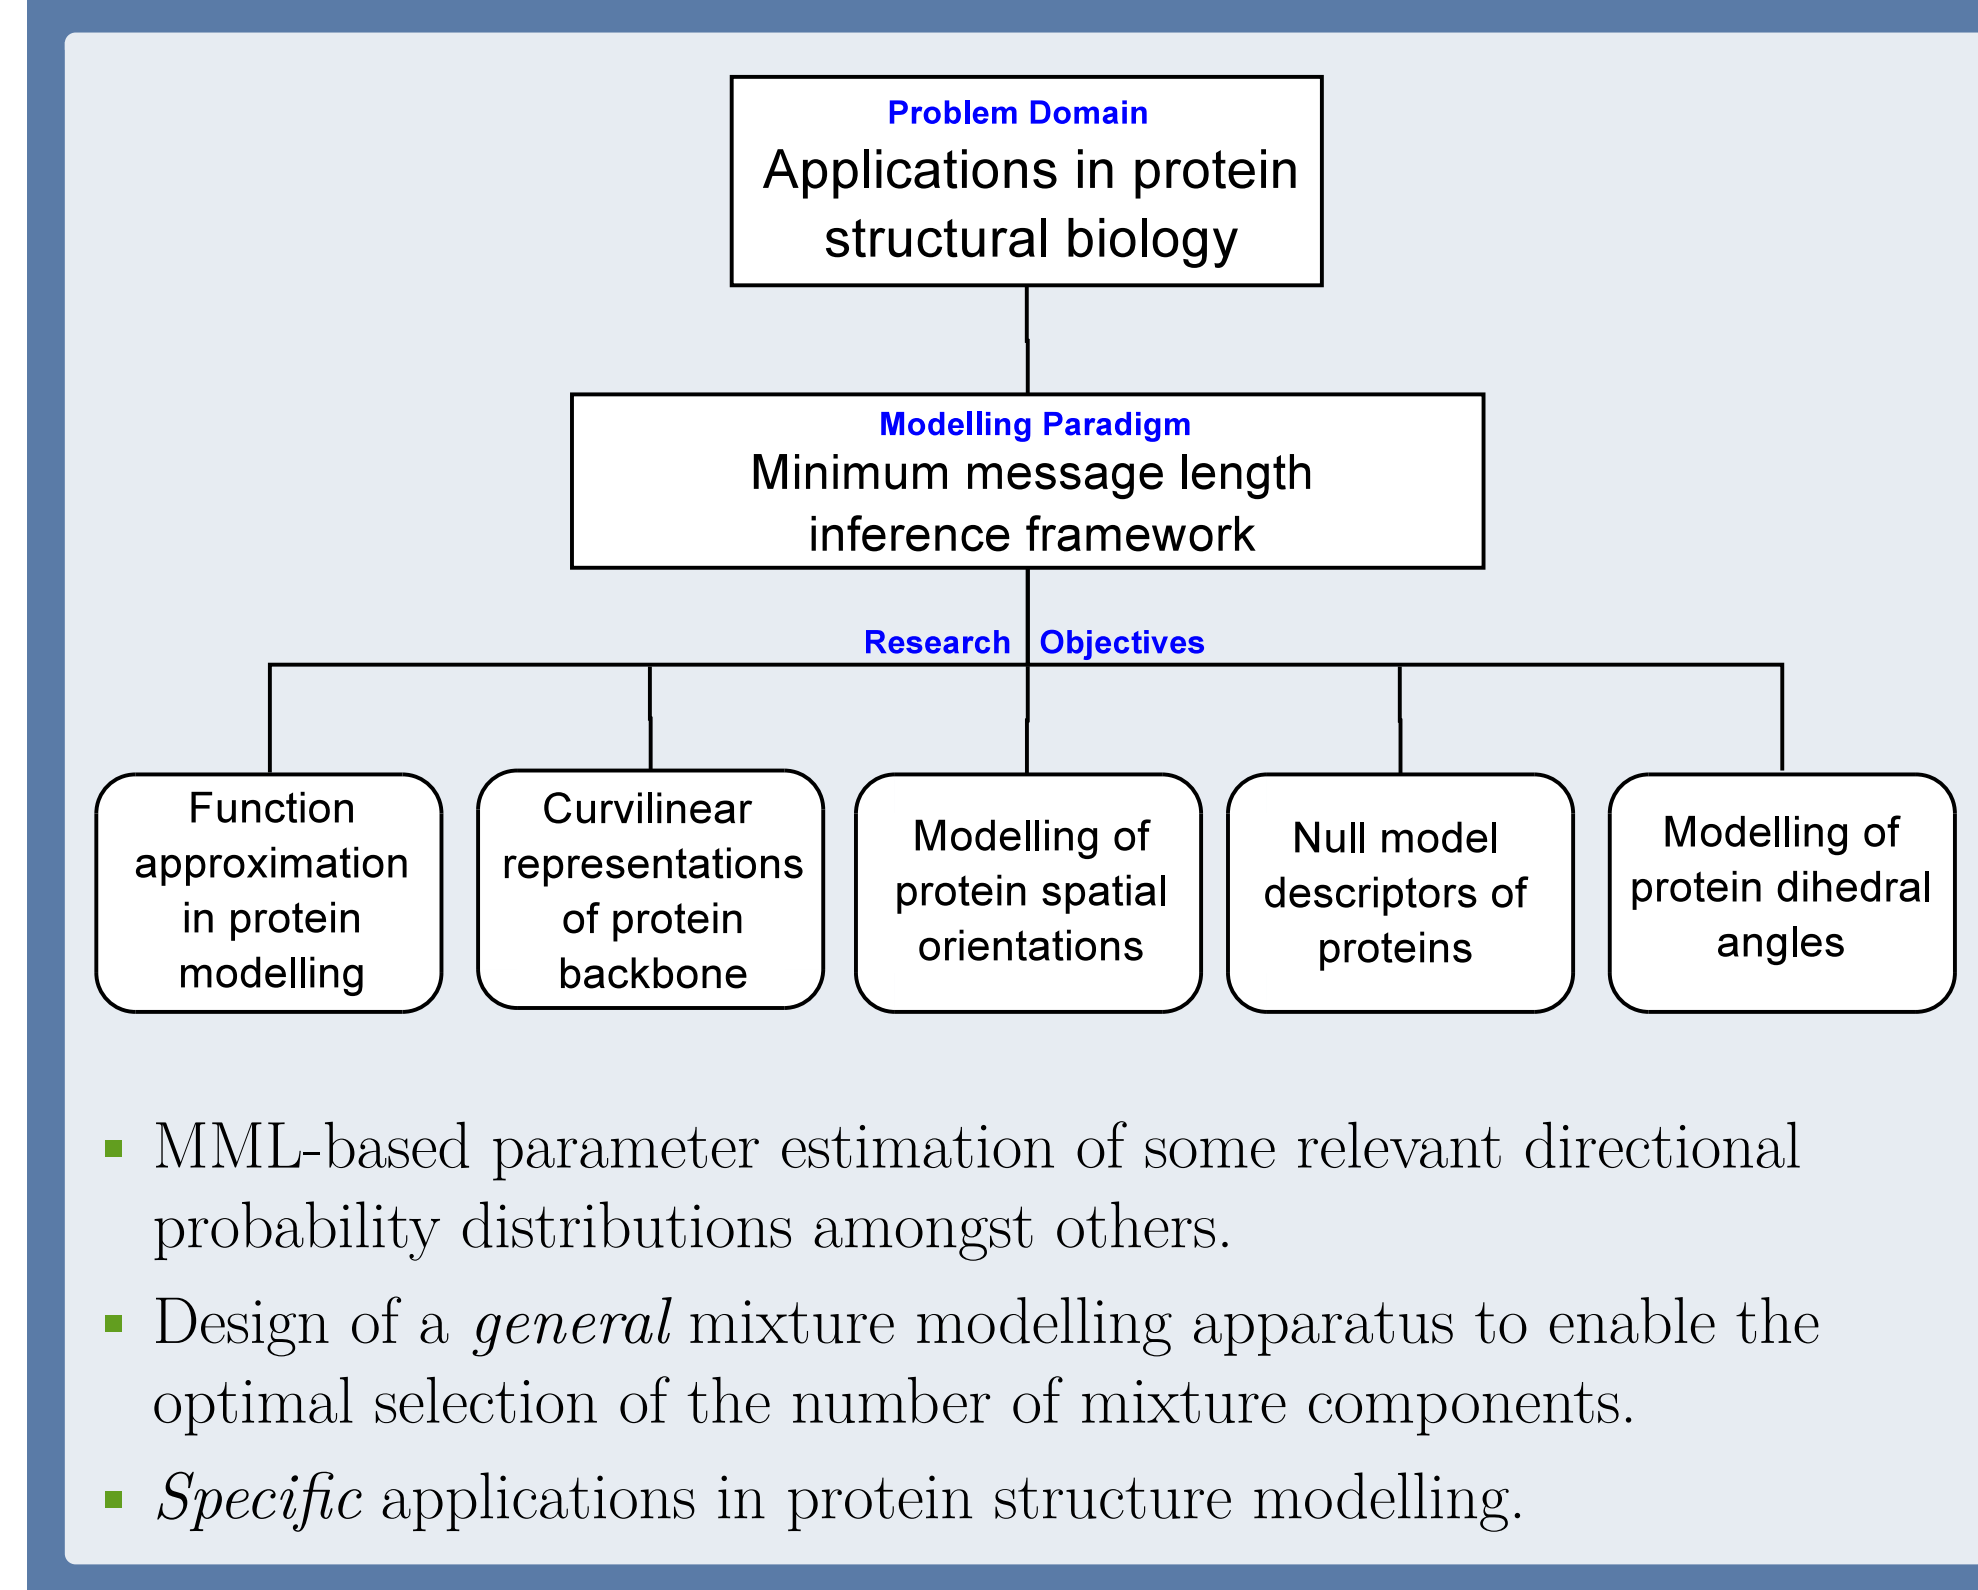 Problem Domain
Applications in protein
structural biology
Modelling Paradigm
Minimum message length
inference framework
Research Objectives
Function
approximation
in protein
modelling
Curvilinear
representations
of protein
backbone
Modelling of
protein spatial
orientations
Null model
descriptors of
proteins
Modelling of
protein dihedral
angles
▪ MML-based parameter estimation of some relevant directional
probability distributions amongst others.
▪ Design of a general mixture modelling apparatus to enable the
optimal selection of the number of mixture components.
▪ Specific applications in protein structure modelling.